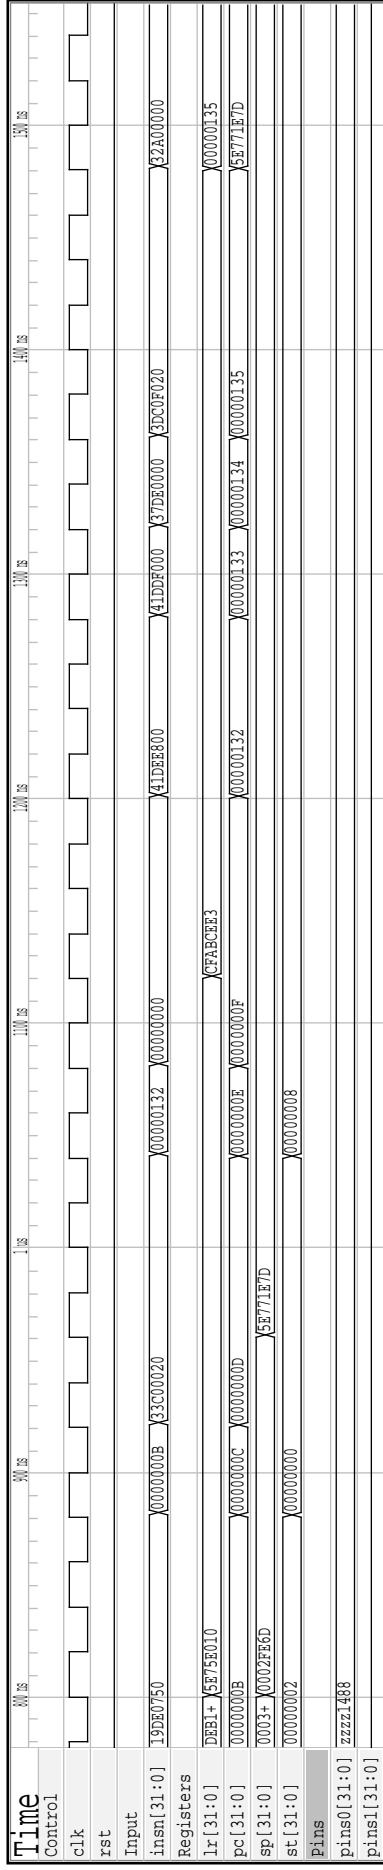 Time 800 ns 900 ns 1 us 1100 ns 1200 ns 1300 ns 1400 ns 1500 ns
Control
clk
rst
Input
insn[31:0] 19DE0750 0000000B 33C00020 00000132 00000000 41DEE800 41DDF000 37DE0000 3DC0F020 32A00000
Registers
lr[31:0] DEB1+ 5E75E010 CFABCEE3 00000135
pc[31:0] 0000000B 0000000C 0000000D 0000000E 0000000F 00000132 00000133 00000134 00000135 5E771E7D
sp[31:0] 0003+ 0002FE6D 5E771E7D
st[31:0] 00000002 00000000 00000008
Pins
pins0[31:0] zzzz1488
pins1[31:0]